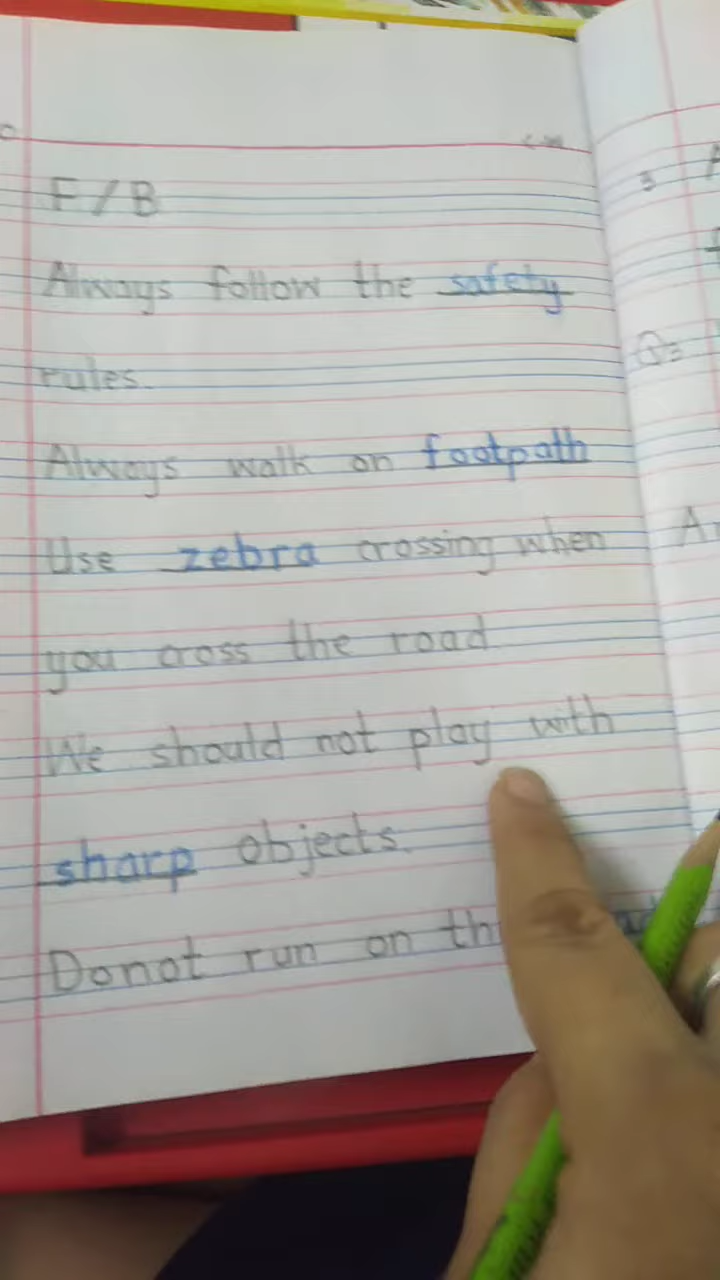 F/B
Always follow the safety
rules.
Always walk on footpath
Use zebra crossing when
you cross the road
We should not play with
sharp objects.
Donot run on